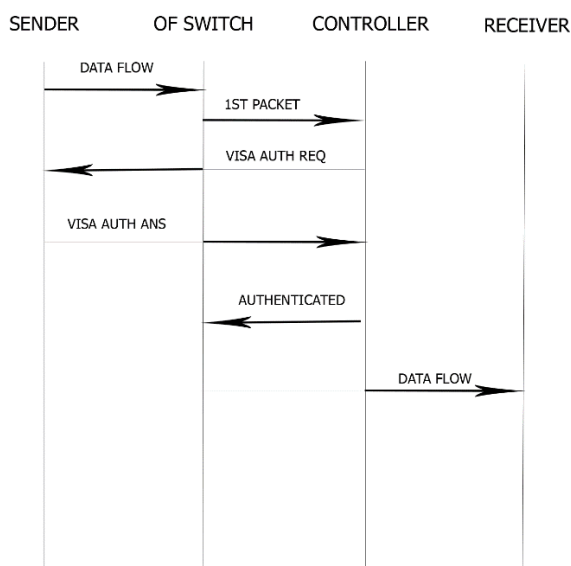 SENDER OF SWITCH CONTROLLER RECEIVER
DATA FLOW
1ST PACKET
VISA AUTH REQ
VISA AUTH ANS
AUTHENTICATED
DATA FLOW